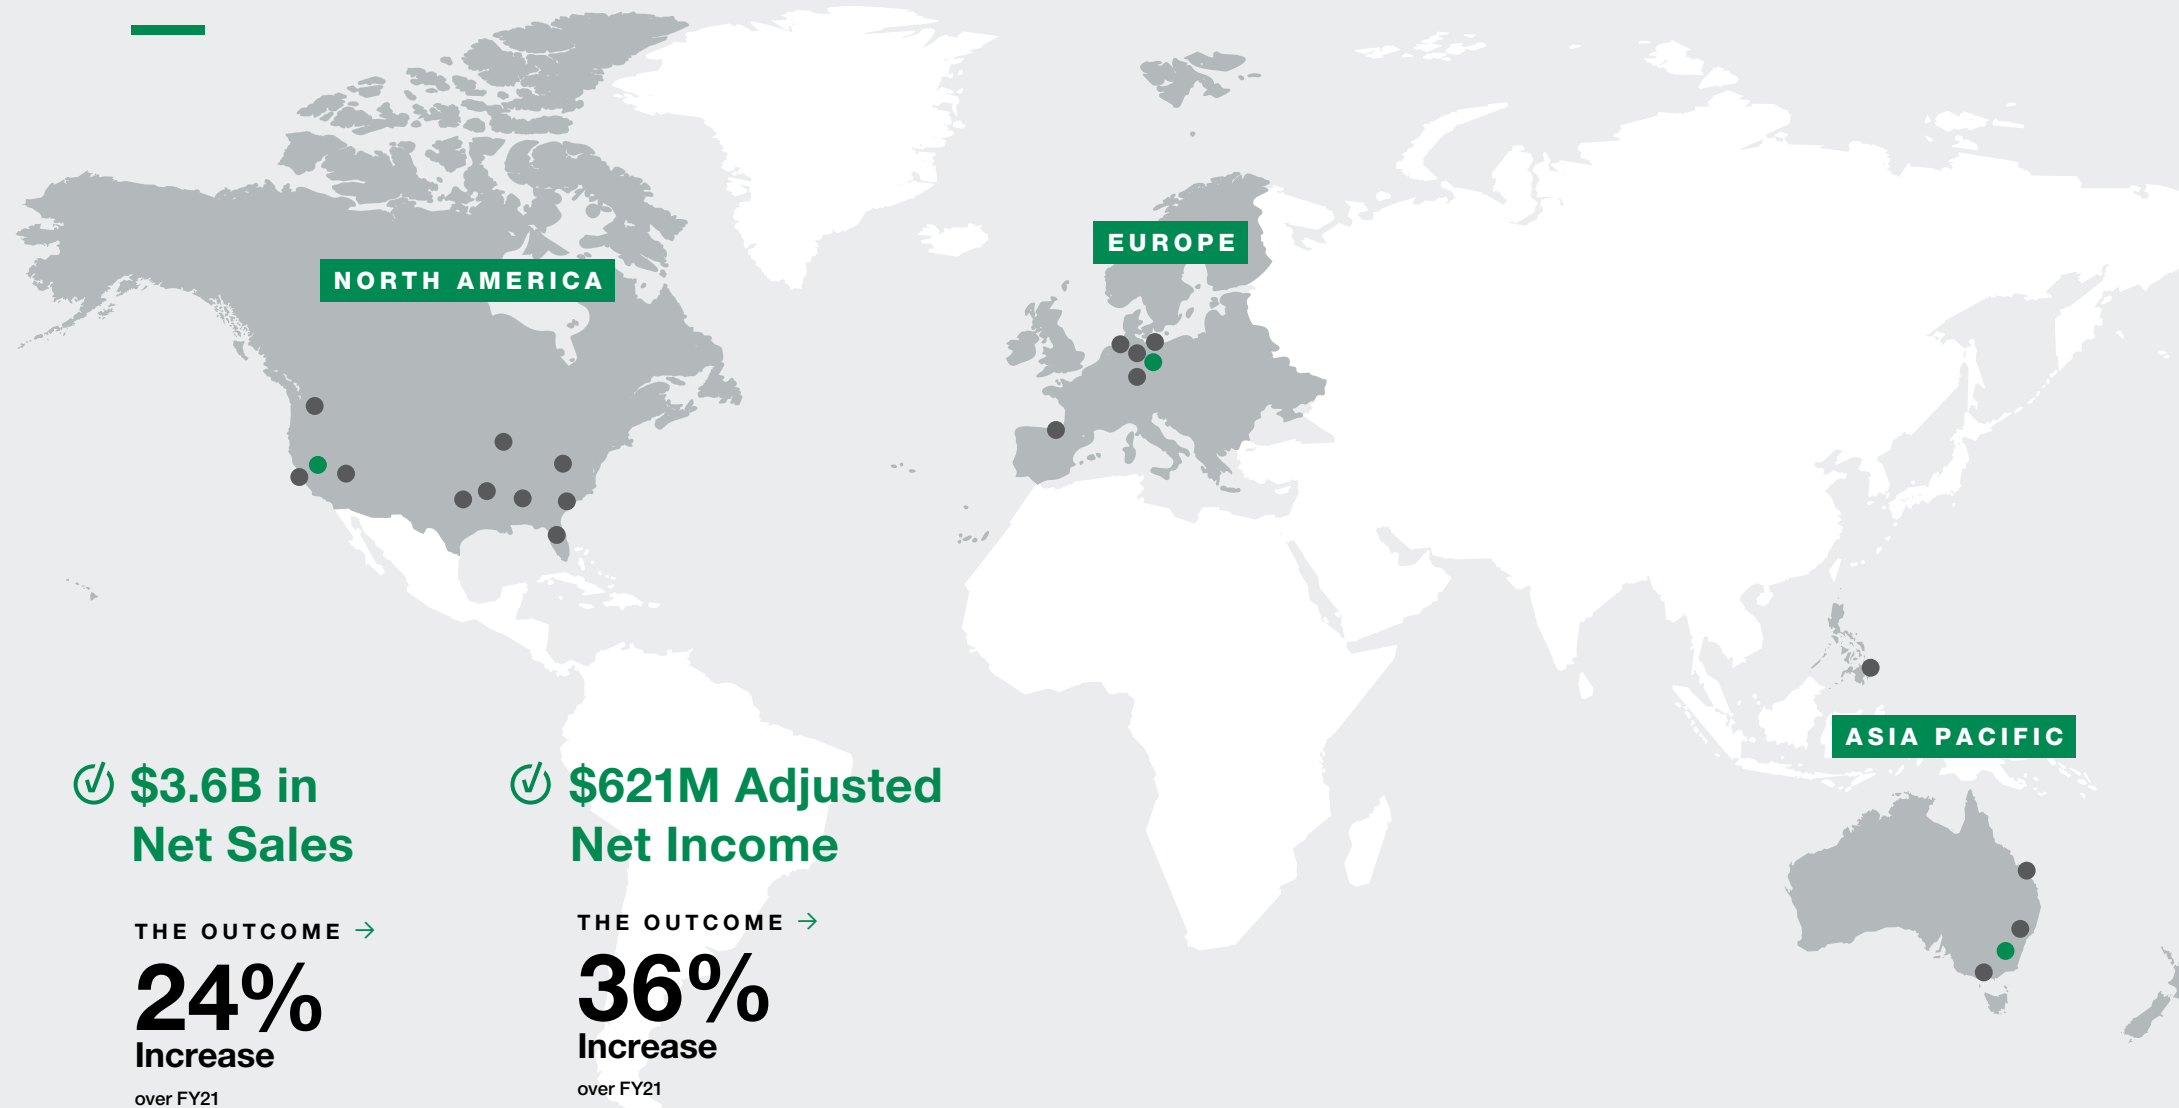 EUROPE
NORTH AMERICA
ASIA PACIFIC
$3.6B in
Net Sales
THE OUTCOME →
24%
Increase
over FY21
$621M Adjusted
Net Income
THE OUTCOME →
36%
Increase
over FY21